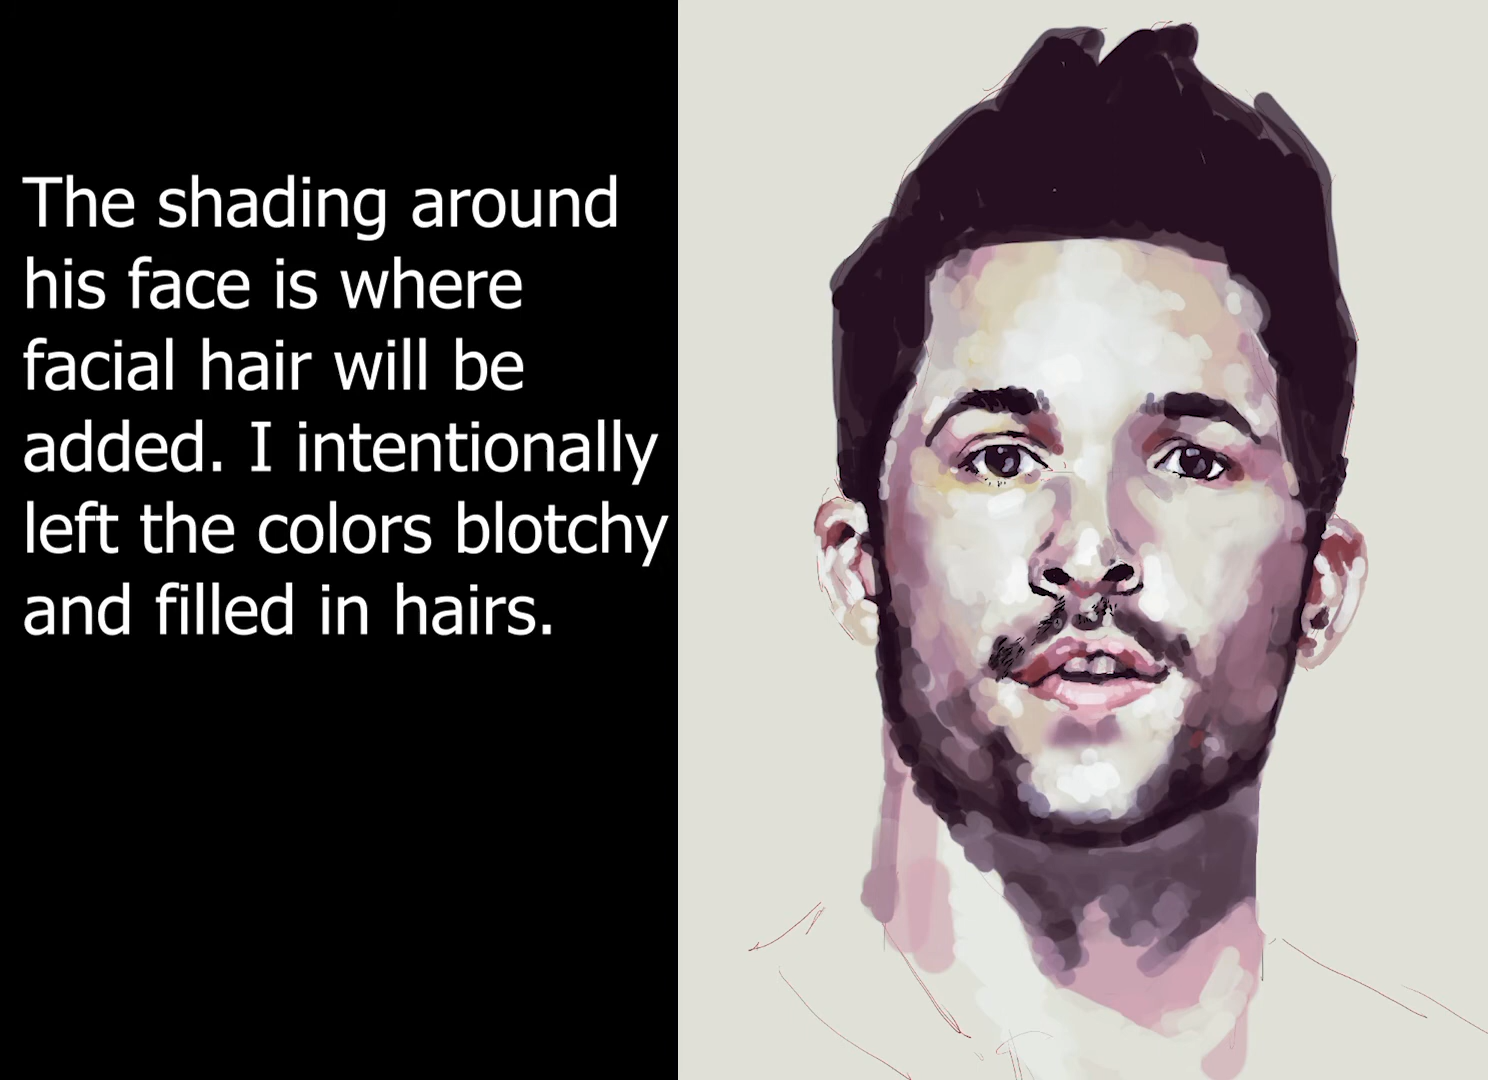 The shading around
his face is where
facial hair will be
added. I intentionally
left the colors blotchy
and filled in hairs.